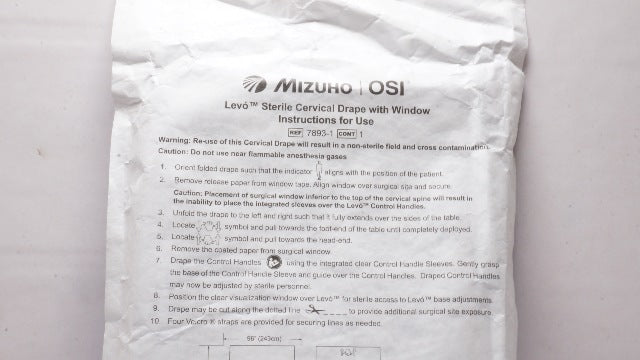 MIZUHO | OSI
Levó™ Sterile Cervical Drape with Window
Instructions for Use
REF 7893-1 CONT 1
Warning: Re-use of this Cervical Drape will result in a non-sterile field and cross contamination.
Caution: Do not use near flammable anesthesia gases
1. Orient folded drape such that the indicator aligns with the position of the patient.
2. Remove release paper from window tape. Align window over surgical site and secure.
Caution: Placement of surgical window inferior to the top of the cervical spine will result in
the inability to place the integrated sleeves over the Levó™ Control Handles.
3. Unfold the drape to the left and right such that it fully extends over the sides of the table.
4. Locate symbol and pull towards the foot-end of the table until completely deployed.
5. Locate symbol and pull towards the head-end.
6. Remove the coated paper from surgical window.
7. Drape the Control Handles using the integrated clear Control Handle Sleeves. Gently grasp
the base of the Control Handle Sleeve and guide over the Control Handles. Draped Control Handles
may now be adjusted by sterile personnel.
8. Position the clear visualization window over Levó™ for sterile access to Levó™ base adjustments.
9. Drape may be cut along the dotted line to provide additional surgical site exposure.
10. Four Velcro ® straps are provided for securing lines as needed.
96" (243cm)